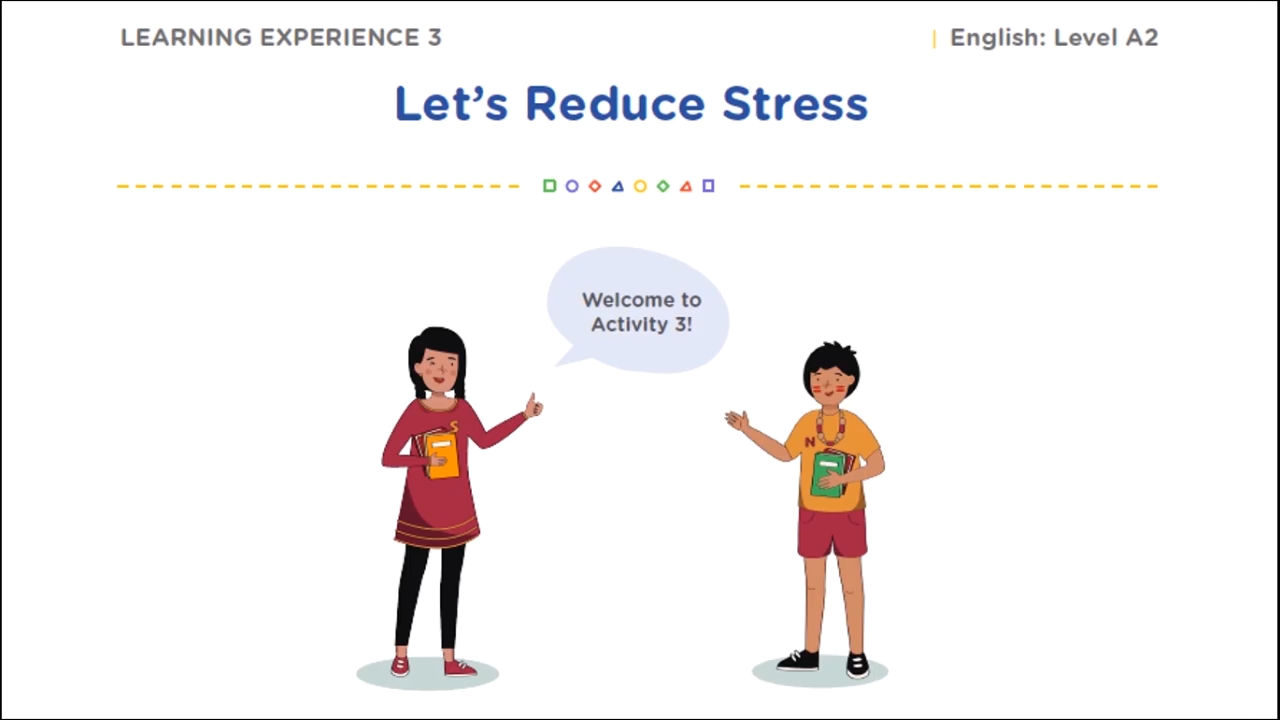 LEARNING EXPERIENCE 3
| English: Level A2
Let's Reduce Stress
Welcome to
Activity 3!
S
N